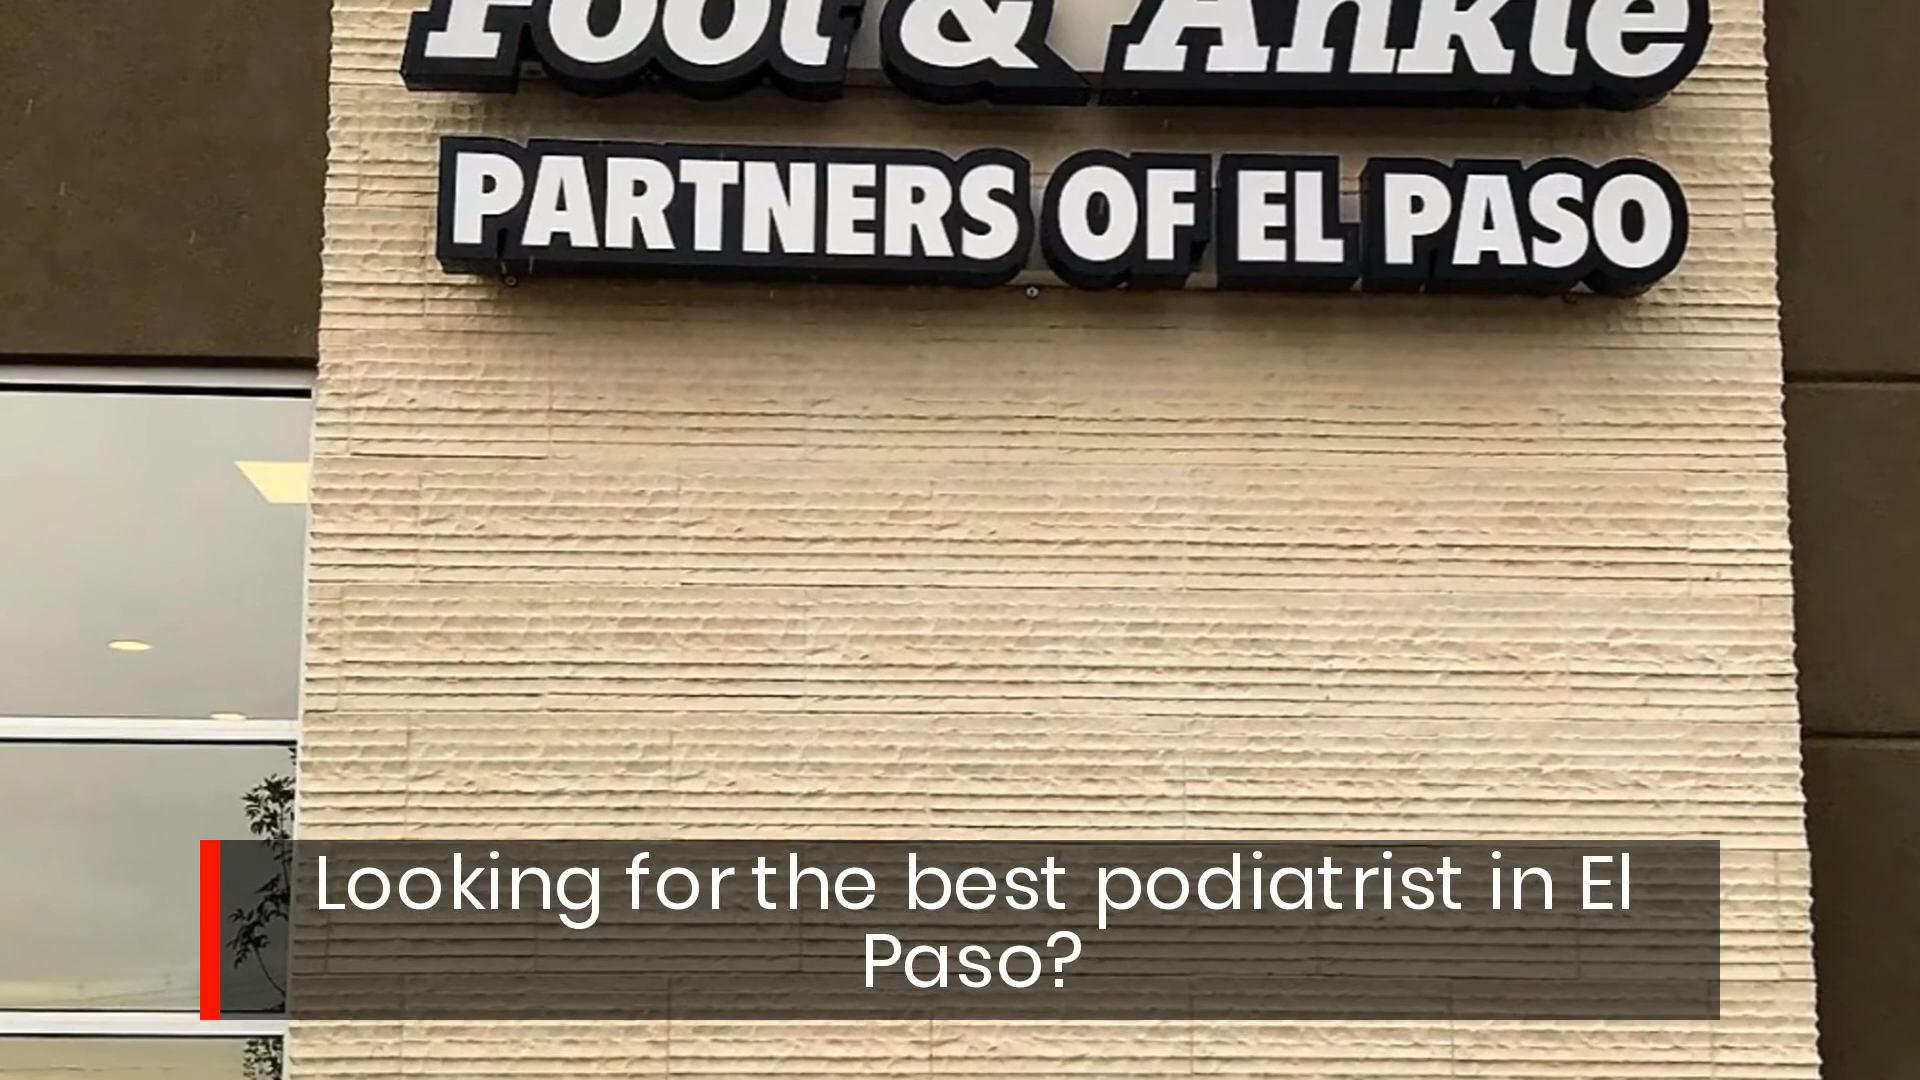 Foot & Ankle
PARTNERS OF EL PASO
Looking for the best podiatrist in El
Paso?